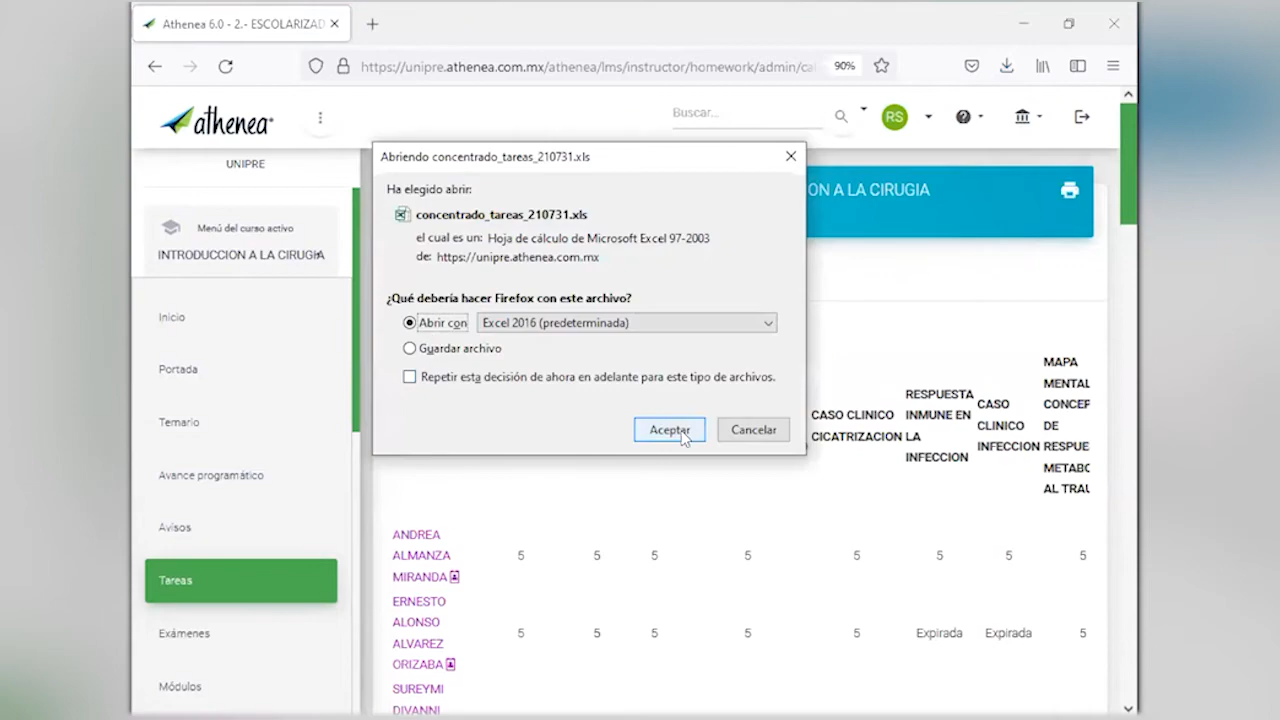 Athenea 6.0 - 2.- ESCOLARIZAD
https://unipre.athenea.com.mx/athenea/lms/instructor/homework/admin/ca
90%
athenea
Buscar...
RS
UNIPRE
Menú del curso activo
INTRODUCCION A LA CIRUGIA
Inicio
Portada
Temario
Avance programático
Avisos
Tareas
Exámenes
Módulos
Abriendo concentrado_tareas_210731.xls
Ha elegido abrir:
concentrado_tareas_210731.xls
el cual es un: Hoja de cálculo de Microsoft Excel 97-2003
de: https://unipre.athenea.com.mx
¿Qué debería hacer Firefox con este archivo?
Abrir con
Excel 2016 (predeterminada)
Guardar archivo
Repetir esta decisión de ahora en adelante para este tipo de archivos.
Aceptar
Cancelar
ON A LA CIRUGIA
CASO CLINICO
CICATRIZACION
RESPUESTA
INMUNE EN
LA
INFECCION
CASO
CLINICO
INFECCION
MAPA
MENTAL
CONCEP
DE
RESPUE
METABO
AL TRAU
ANDREA
ALMANZA
MIRANDA
5 5 5 5 5 5 5 5
ERNESTO
ALONSO
ALVAREZ
ORIZABA
5 5 5 5 5 Expirada Expirada 5
SUREYMI
DIVANNI